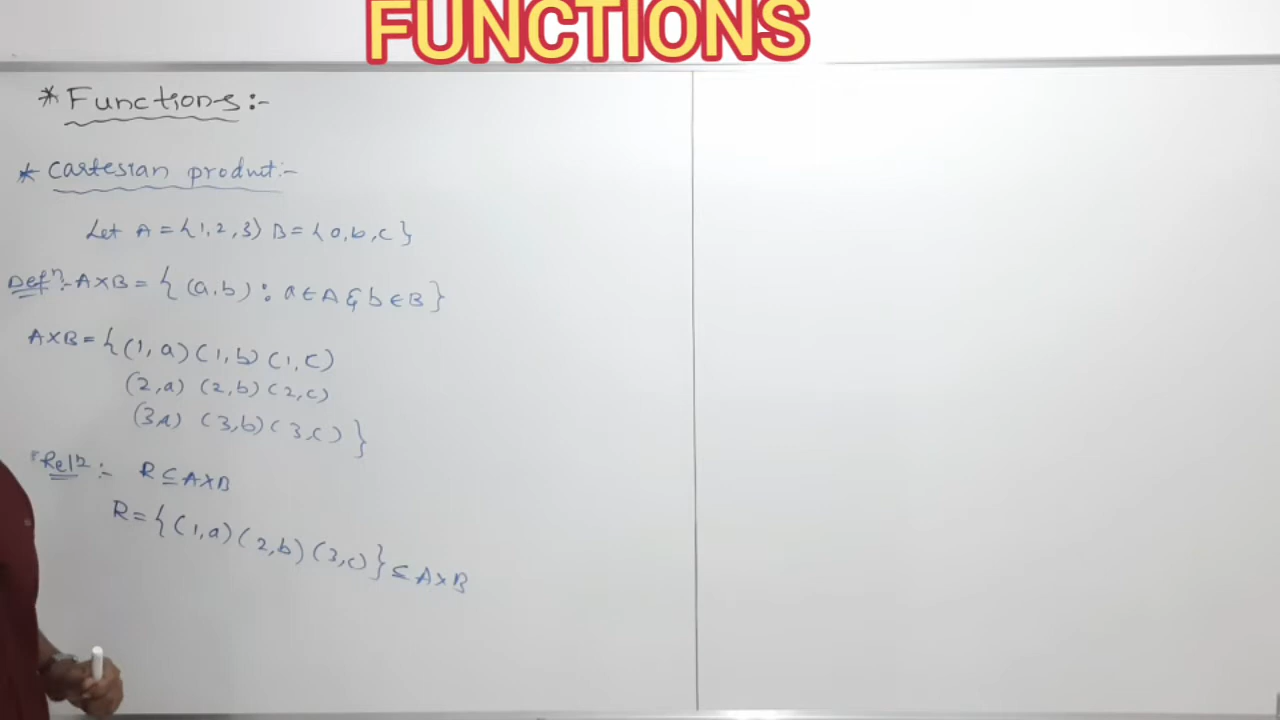 FUNCTIONS
* Functions:-
* Cartesian product:-
Let A = {1,2,3} B = {a,b,c}
Defⁿ:- A×B = { (a,b) : a ∈ A & b ∈ B }
A×B = { (1,a) (1,b) (1,c)
(2,a) (2,b) (2,c)
(3,a) (3,b) (3,c) }
*Relⁿ:- R ⊆ A×B
R = { (1,a) (2,b) (3,c) } ⊆ A×B